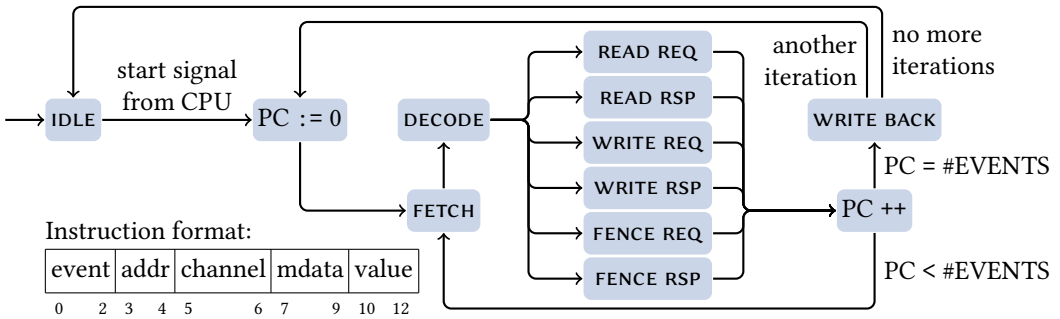 start signal
from CPU
IDLE
PC := 0
DECODE
FETCH
READ REQ
READ RSP
WRITE REQ
WRITE RSP
FENCE REQ
FENCE RSP
another
iteration
no more
iterations
WRITE BACK
PC = #EVENTS
PC ++
PC < #EVENTS
Instruction format:
event addr channel mdata value
0 2 3 4 5 6 7 9 10 12